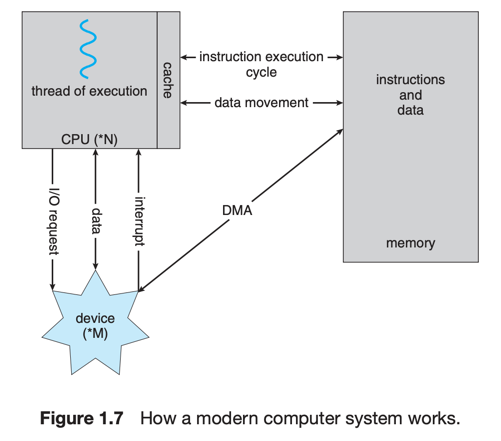 thread of execution
cache
CPU (*N)
instruction execution
cycle
data movement
instructions
and
data
memory
I/O request
data
interrupt
DMA
device
(*M)
Figure 1.7 How a modern computer system works.